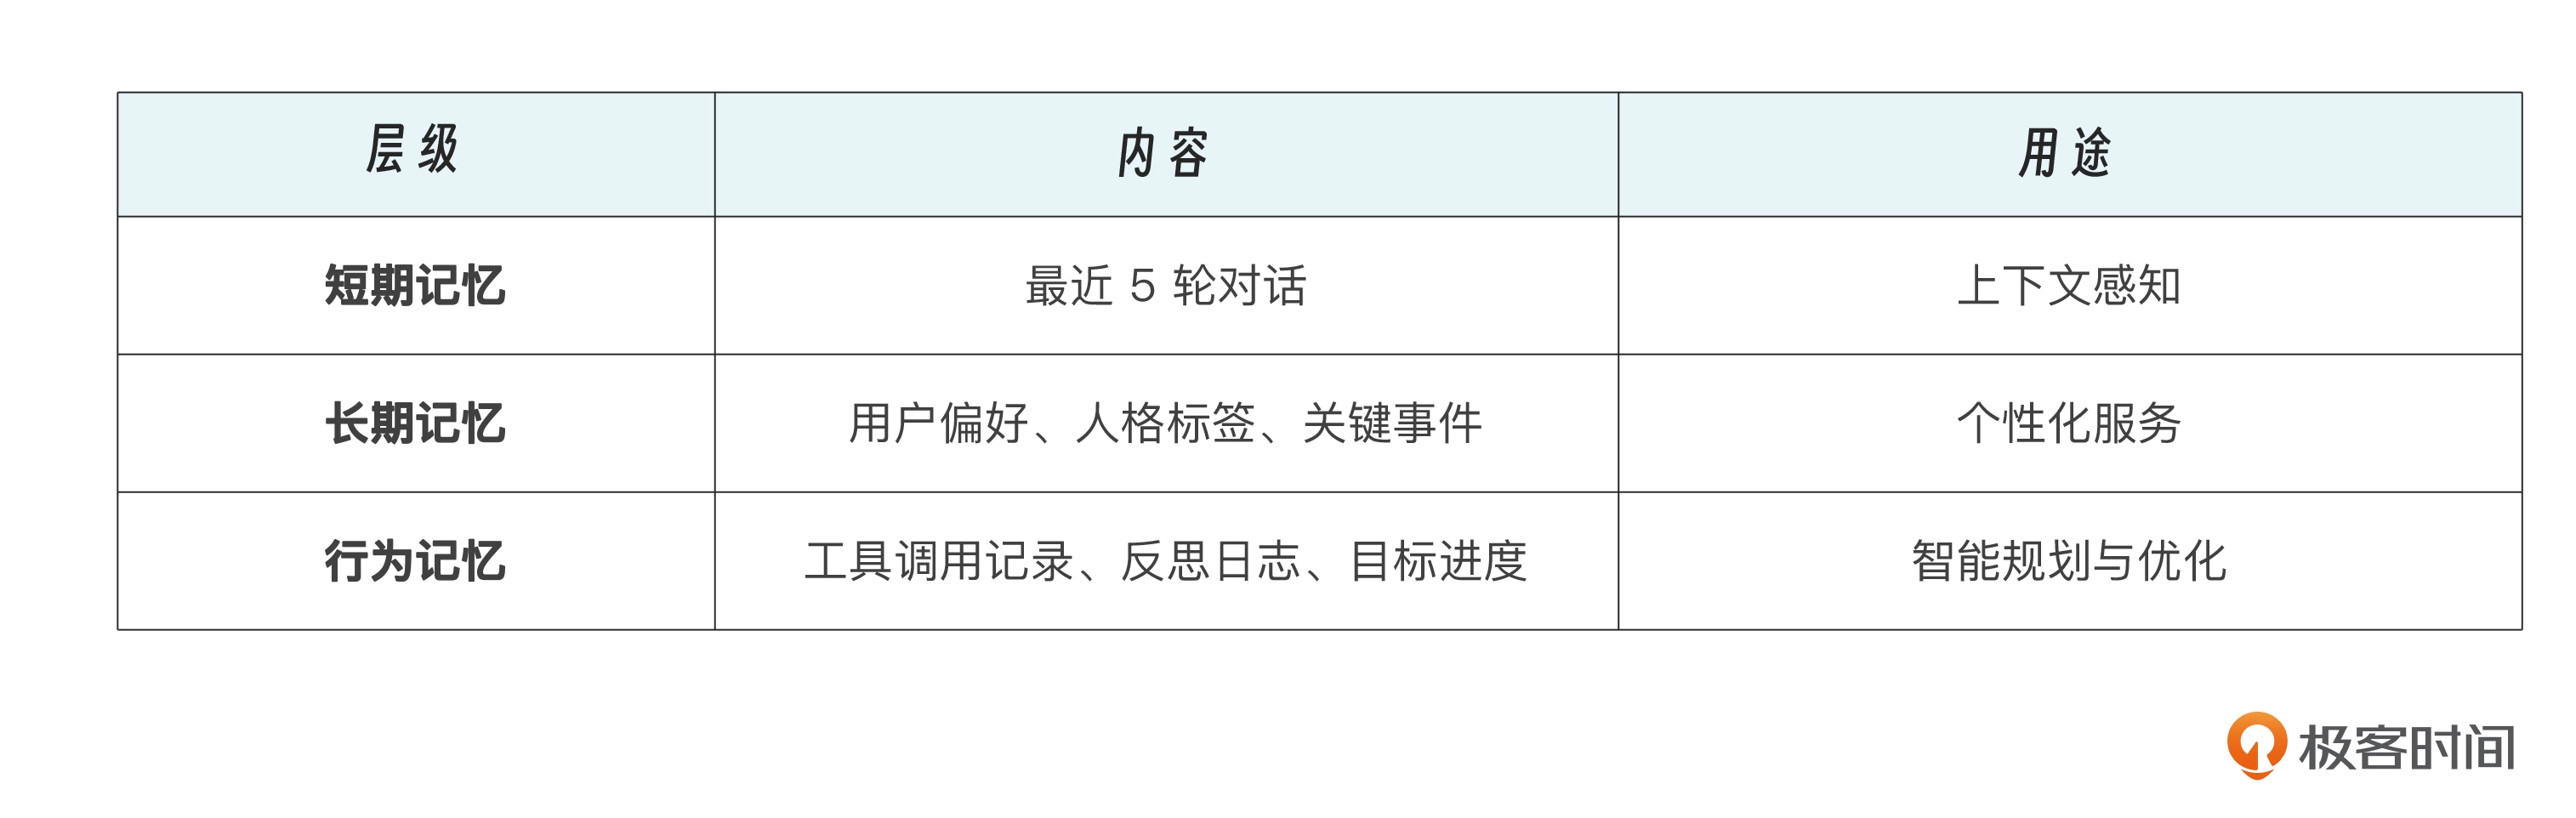 层级 内容 用途
短期记忆 最近 5 轮对话 上下文感知
长期记忆 用户偏好、人格标签、关键事件 个性化服务
行为记忆 工具调用记录、反思日志、目标进度 智能规划与优化
极客时间